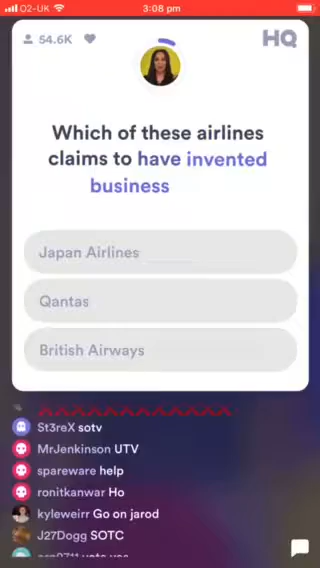 O2-UK 3:08 pm
54.6K HQ
Which of these airlines
claims to have invented
business
Japan Airlines
Qantas
British Airways
St3reX sotv
MrJenkinson UTV
spareware help
ronitkanwar Ho
kyleweirr Go on jarod
J27Dogg SOTC